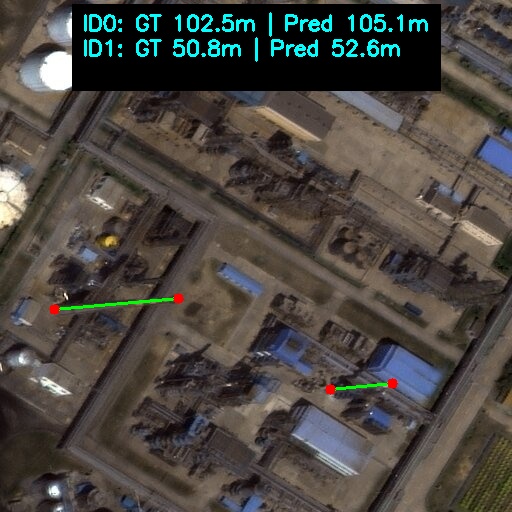 ID0: GT 102.5m | Pred 105.1m
ID1: GT 50.8m | Pred 52.6m